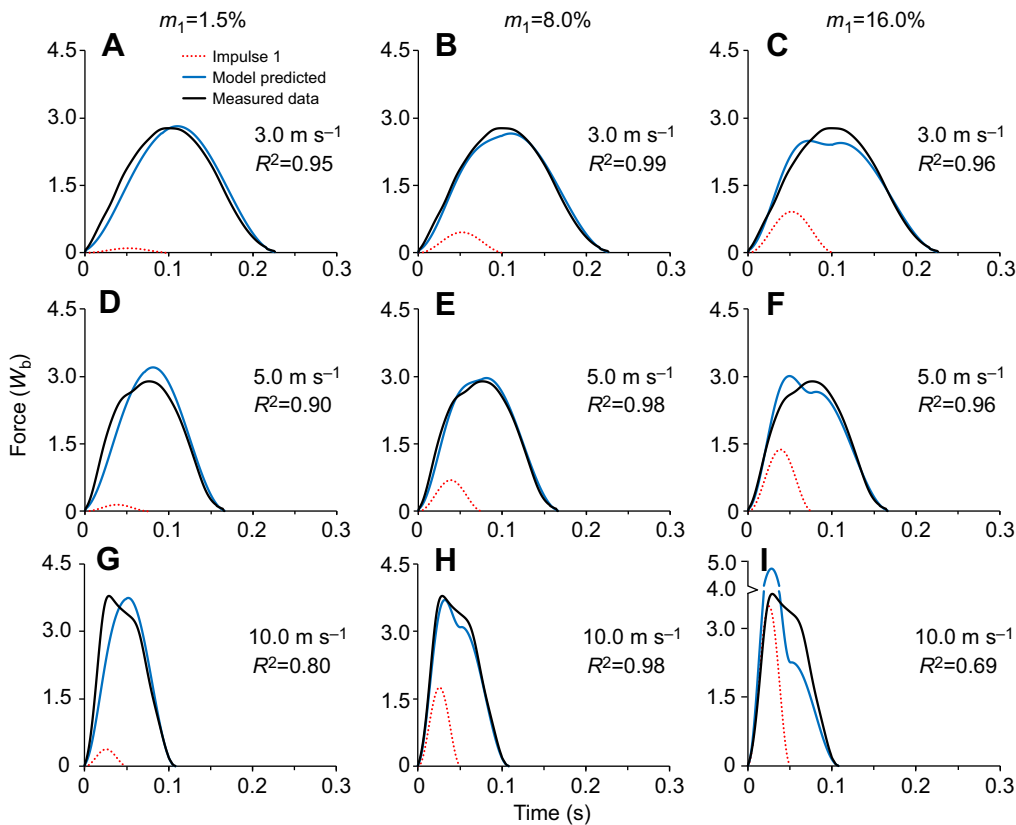 m₁=1.5%
m₁=8.0%
m₁=16.0%
A
4.5
3.0
1.5
0
0
0.1
0.2
0.3
Impulse 1
Model predicted
Measured data
3.0 m s⁻¹
R²=0.95
B
4.5
3.0
1.5
0
0
0.1
0.2
0.3
3.0 m s⁻¹
R²=0.99
C
4.5
3.0
1.5
0
0
0.1
0.2
0.3
3.0 m s⁻¹
R²=0.96
Force (W_b)
D
4.5
3.0
1.5
0
0
0.1
0.2
0.3
5.0 m s⁻¹
R²=0.90
E
4.5
3.0
1.5
0
0
0.1
0.2
0.3
5.0 m s⁻¹
R²=0.98
F
4.5
3.0
1.5
0
0
0.1
0.2
0.3
5.0 m s⁻¹
R²=0.96
G
4.5
3.0
1.5
0
0
0.1
0.2
0.3
10.0 m s⁻¹
R²=0.80
H
4.5
3.0
1.5
0
0
0.1
0.2
0.3
10.0 m s⁻¹
R²=0.98
I
5.0
4.0
3.0
1.5
0
0
0.1
0.2
0.3
10.0 m s⁻¹
R²=0.69
Time (s)